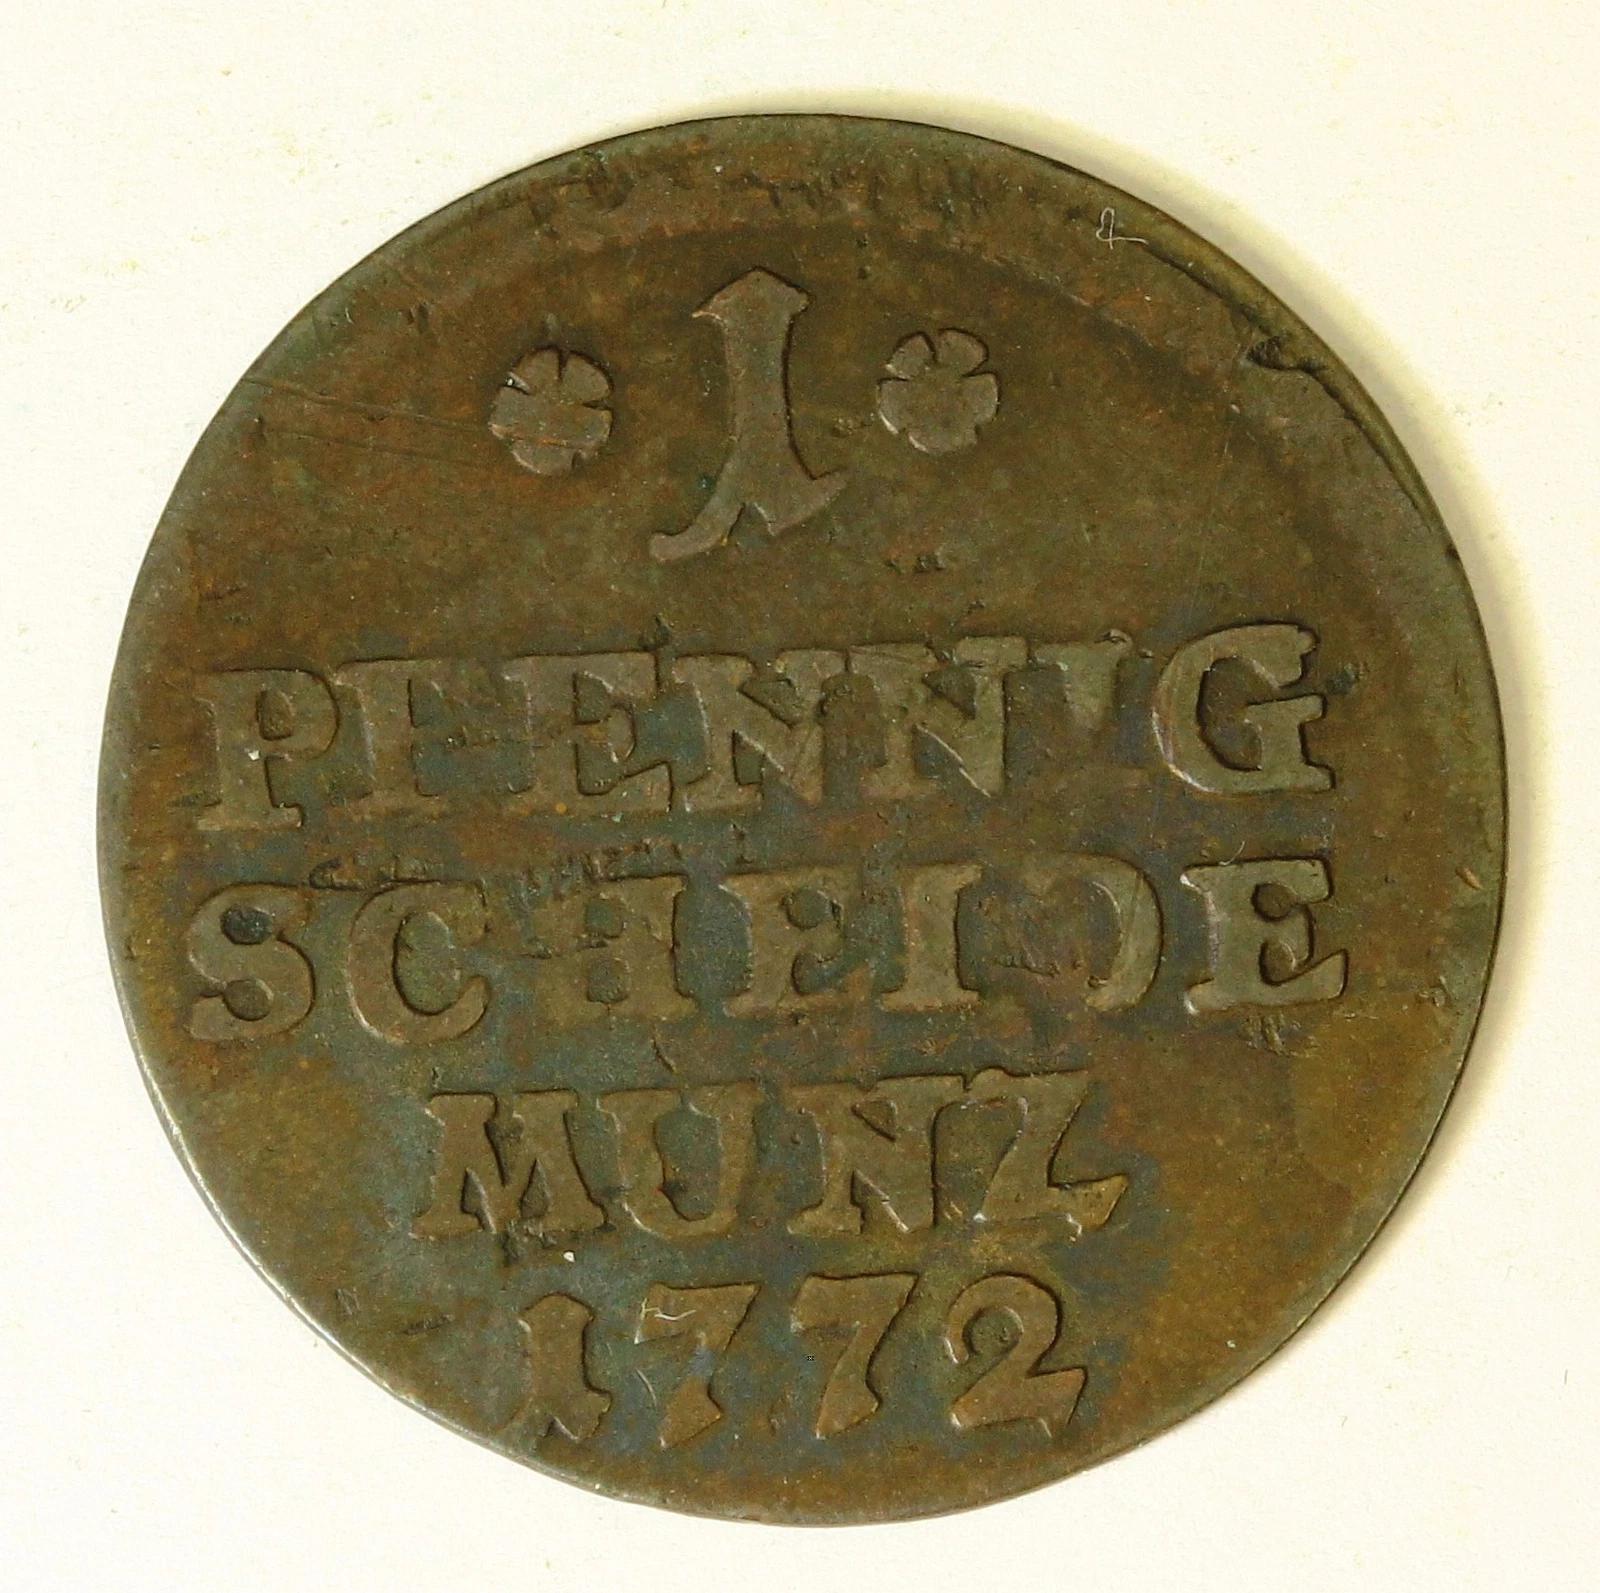 1
PFENNIG
SCHEIDE
MUNZ
1772